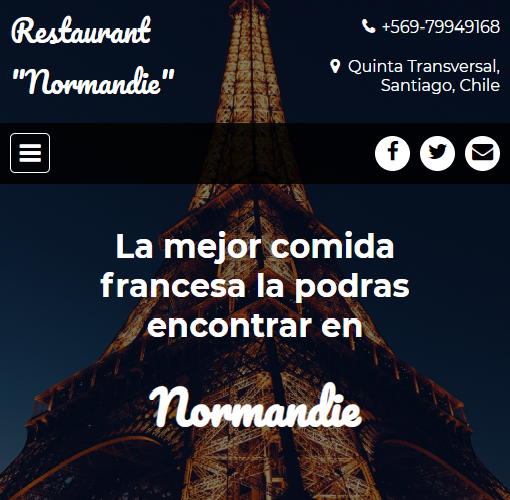 Restaurant
"Normandie"
+569-79949168
Quinta Transversal,
Santiago, Chile
La mejor comida
francesa la podras
encontrar en
Normandie